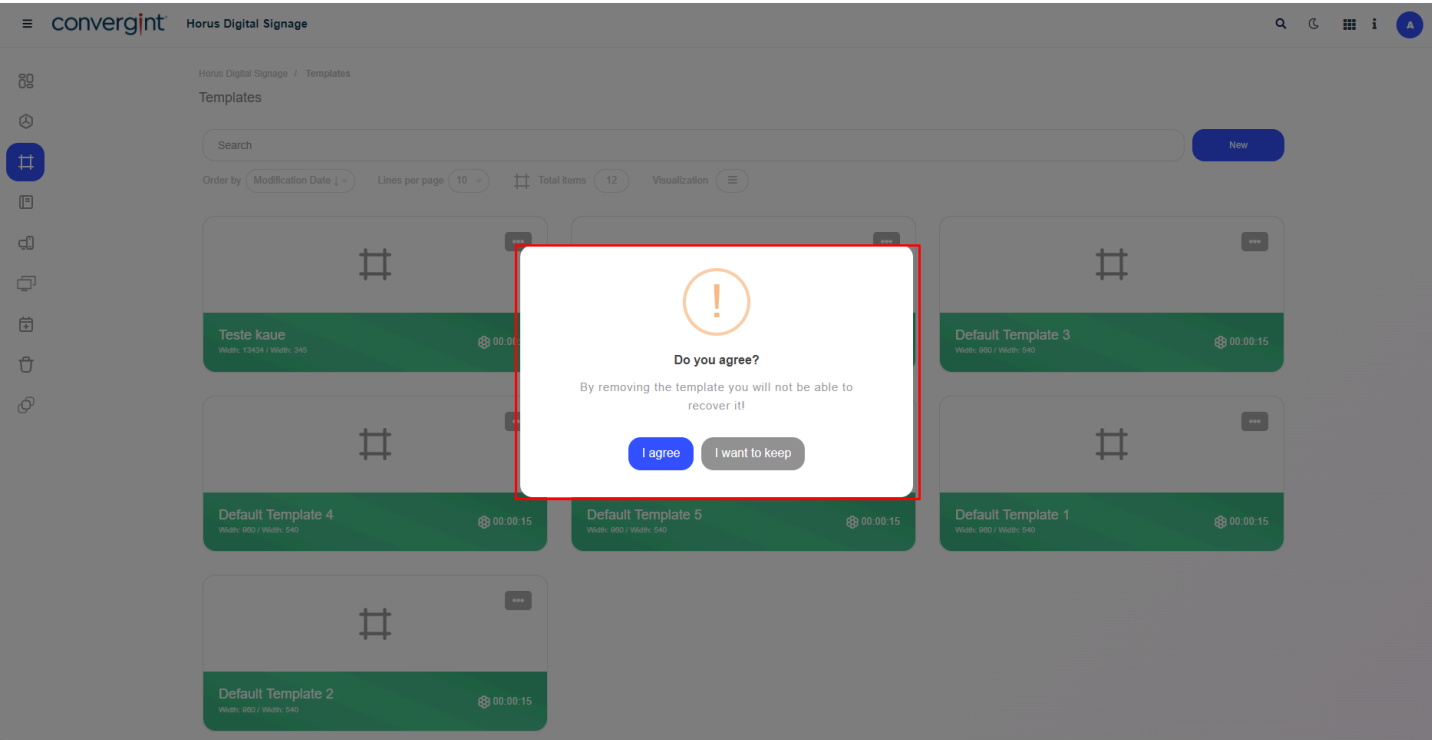 convergint Horus Digital Signage
A
Horus Digital Signage / Templates
Templates
Search
New
Order by Modification Date ↓ Lines per page 10 Total Items 12 Visualization
Teste kaue
Width: 13434 / Width: 345
00:00:
Default Template 3
Width: 960 / Width: 540
00:00:15
!
Do you agree?
By removing the template you will not be able to
recover it!
I agree
I want to keep
Default Template 4
Width: 960 / Width: 540
00:00:15
Default Template 5
Width: 960 / Width: 540
00:00:15
Default Template 1
Width: 960 / Width: 540
00:00:15
Default Template 2
Width: 960 / Width: 540
00:00:15